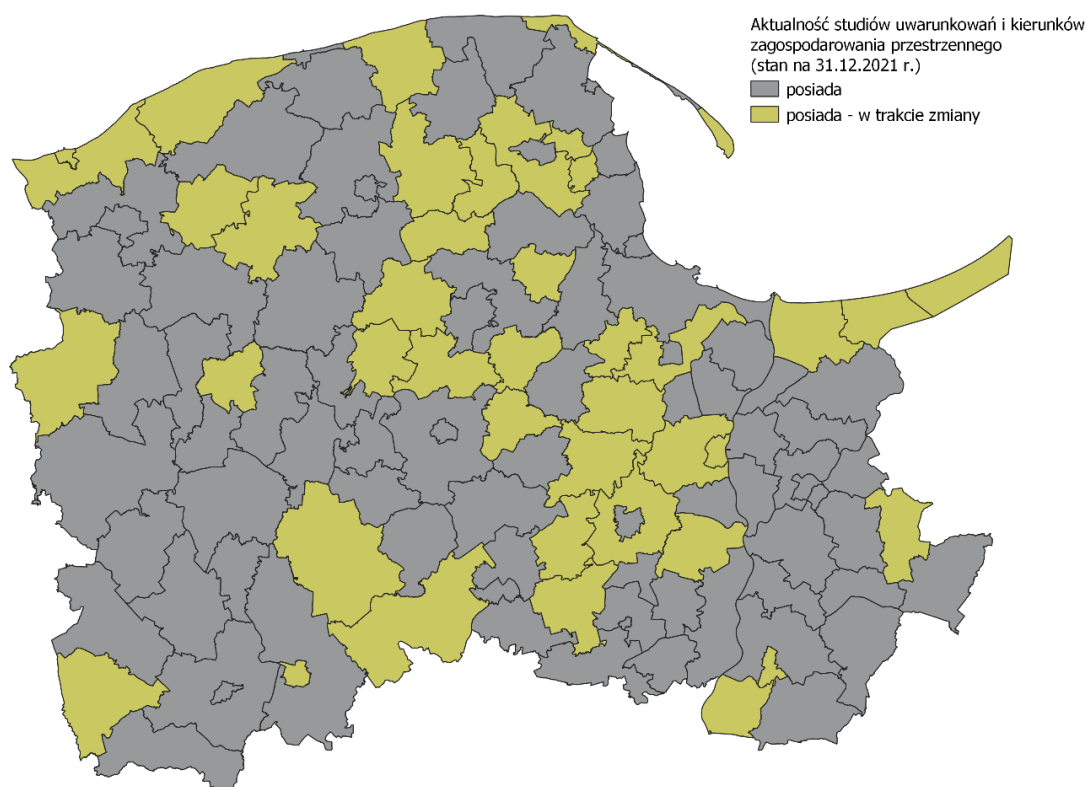 Aktualność studiów uwarunkowań i kierunków
zagospodarowania przestrzennego
(stan na 31.12.2021 r.)
posiada
posiada - w trakcie zmiany